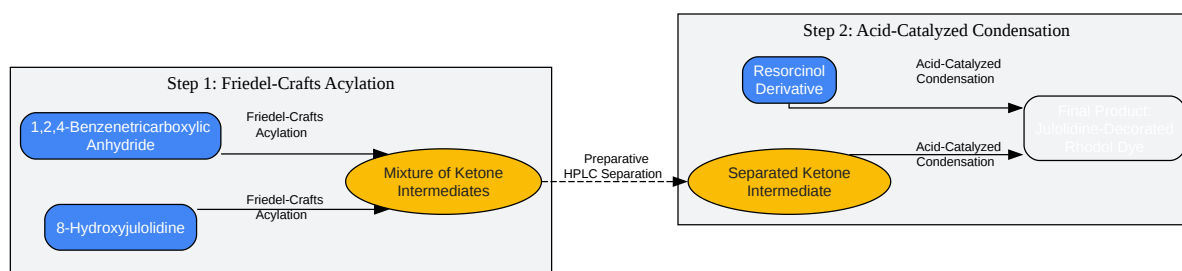 Step 1: Friedel-Crafts Acylation
1,2,4-Benzenetricarboxylic
Anhydride
Friedel-Crafts
Acylation
8-Hydroxyjulolidine
Friedel-Crafts
Acylation
Mixture of Ketone
Intermediates
Preparative
HPLC Separation
Step 2: Acid-Catalyzed Condensation
Resorcinol
Derivative
Acid-Catalyzed
Condensation
Separated Ketone
Intermediate
Acid-Catalyzed
Condensation
Final Product:
Julolidine-Decorated
Rhodol Dye